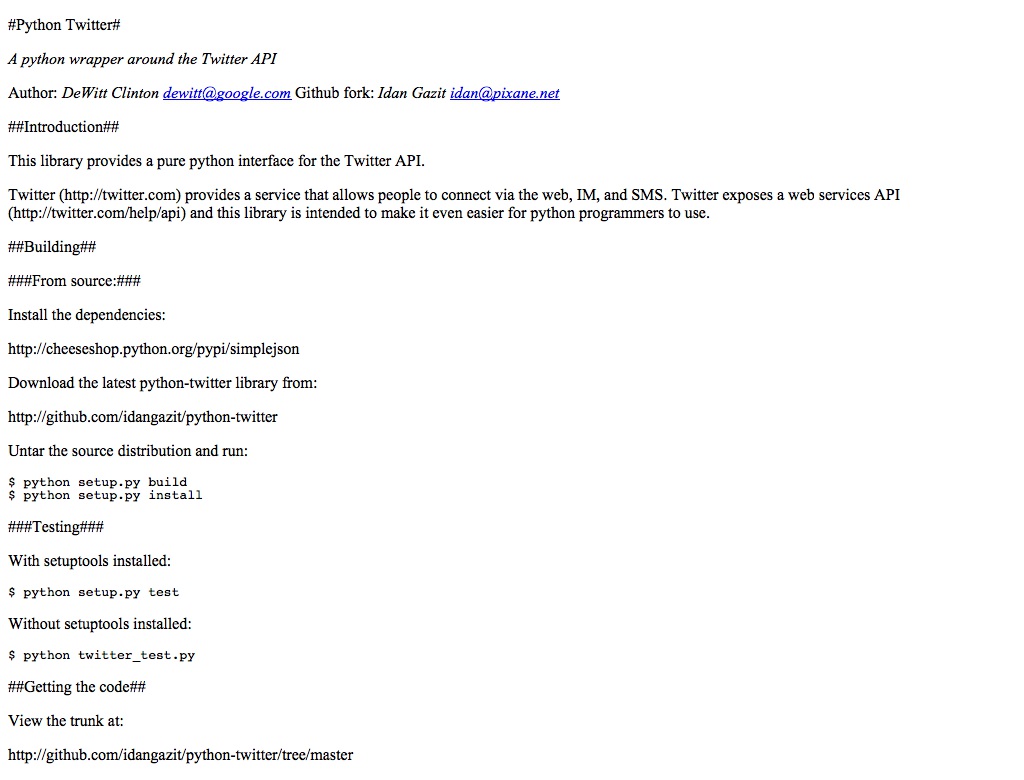 #Python Twitter#
A python wrapper around the Twitter API
Author: DeWitt Clinton dewitt@google.com Github fork: Idan Gazit idan@pixane.net
##Introduction##
This library provides a pure python interface for the Twitter API.
Twitter (http://twitter.com) provides a service that allows people to connect via the web, IM, and SMS. Twitter exposes a web services API
(http://twitter.com/help/api) and this library is intended to make it even easier for python programmers to use.
##Building##
###From source:###
Install the dependencies:
http://cheeseshop.python.org/pypi/simplejson
Download the latest python-twitter library from:
http://github.com/idangazit/python-twitter
Untar the source distribution and run:
$ python setup.py build
$ python setup.py install
###Testing###
With setuptools installed:
$ python setup.py test
Without setuptools installed:
$ python twitter_test.py
##Getting the code##
View the trunk at:
http://github.com/idangazit/python-twitter/tree/master